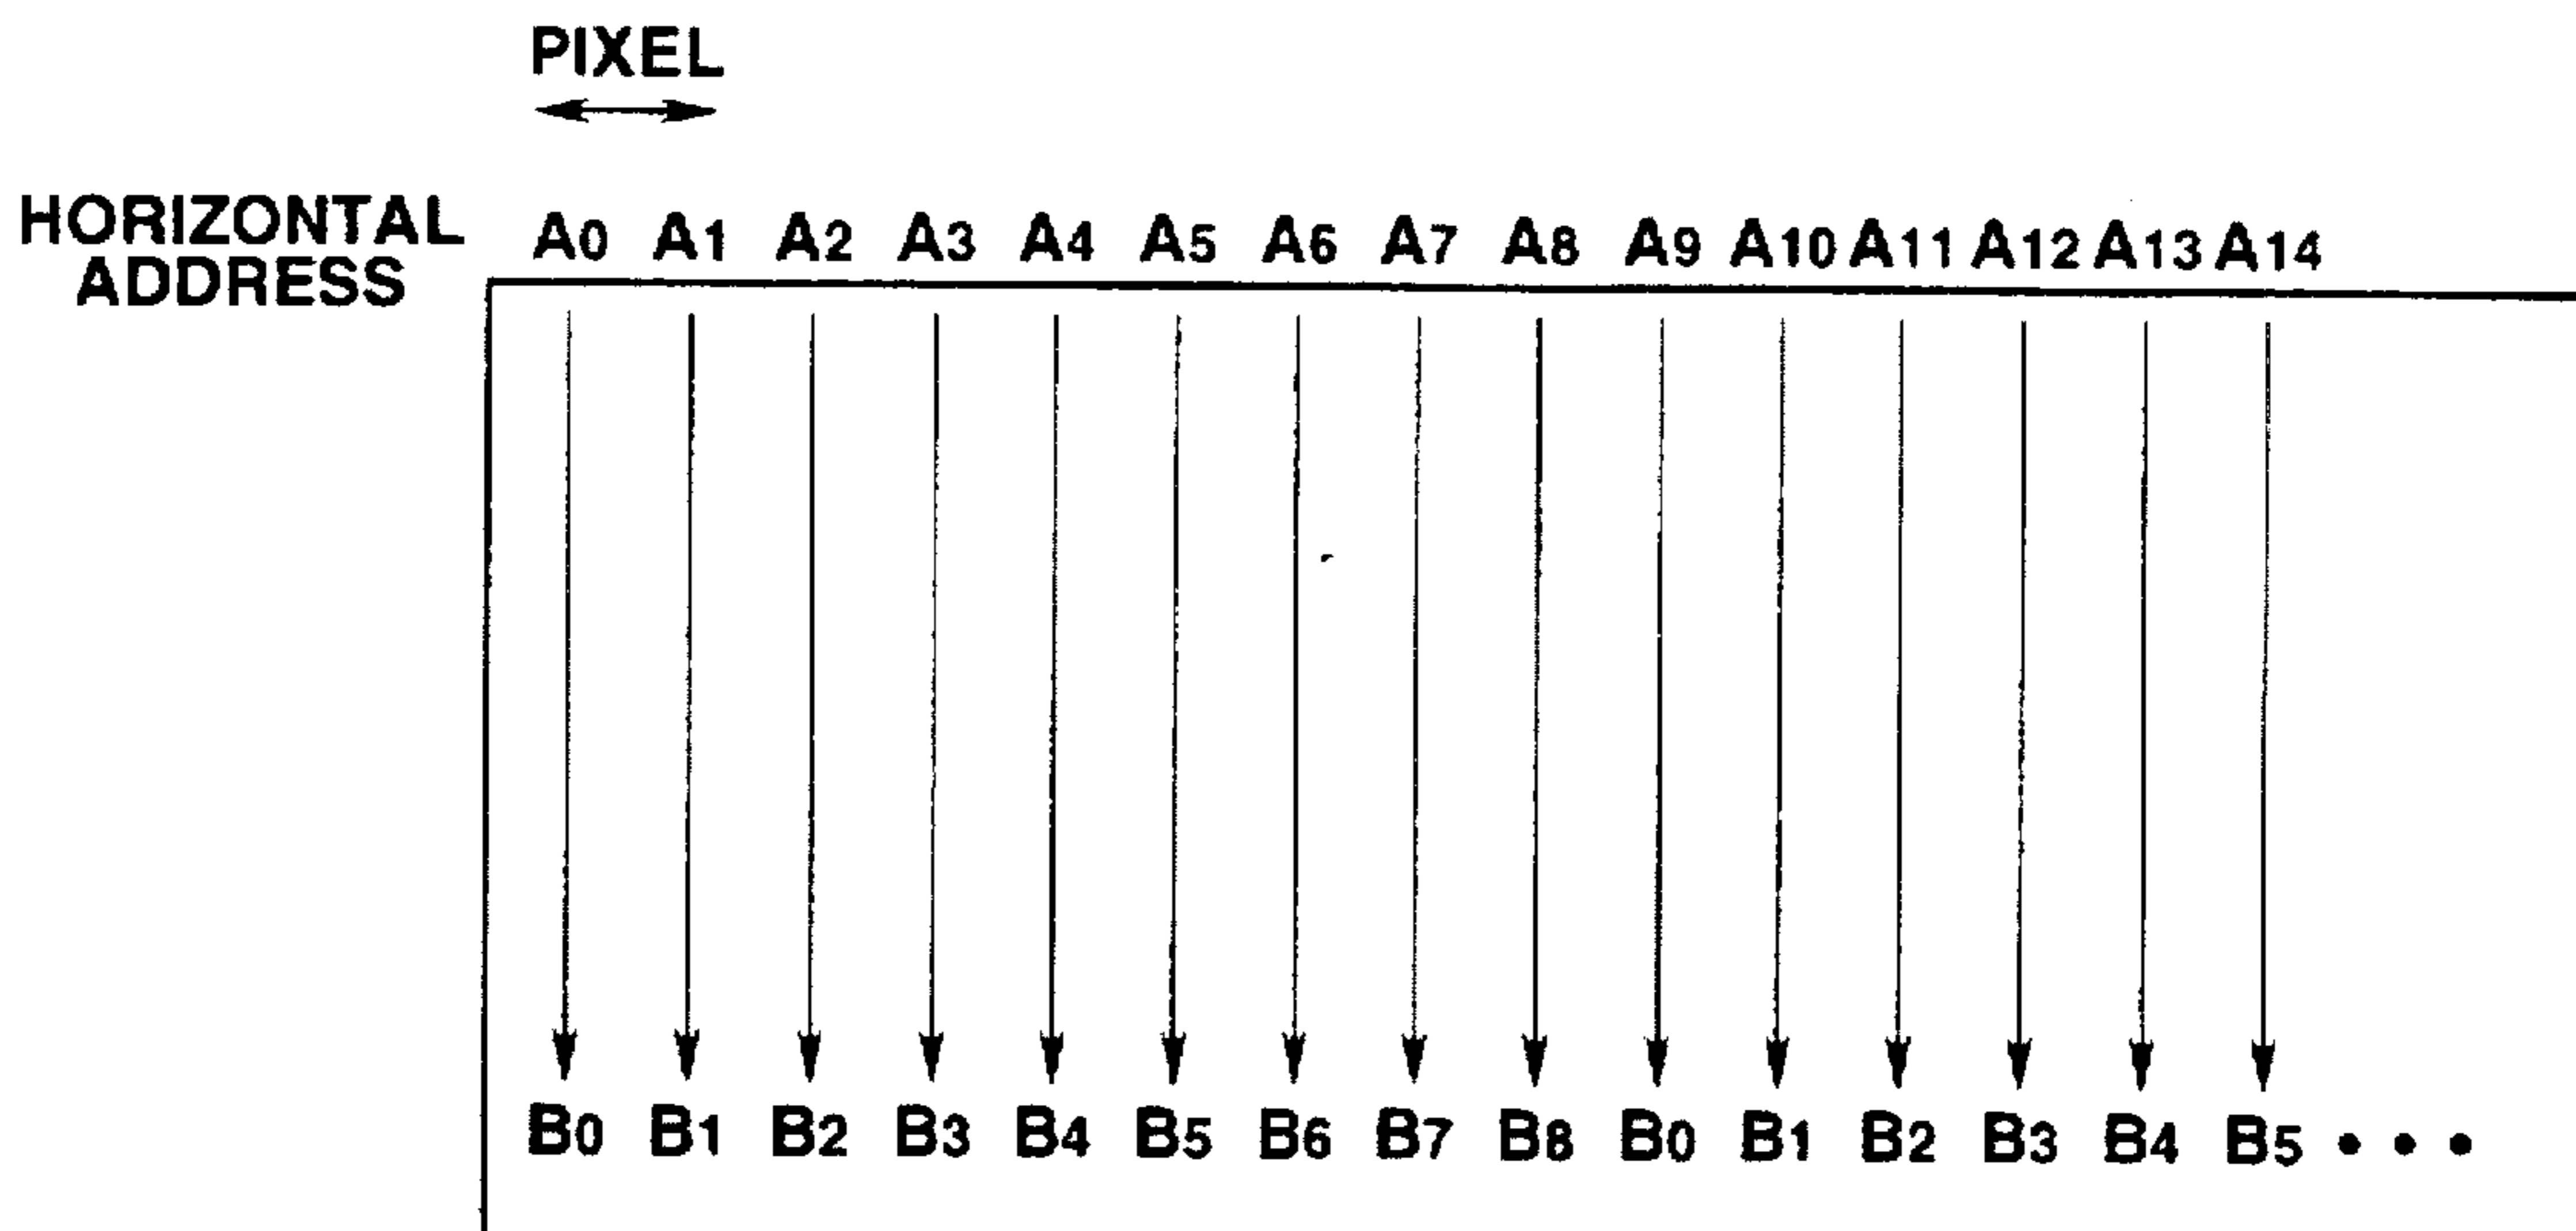 PIXEL
HORIZONTAL
ADDRESS
A0 A1 A2 A3 A4 A5 A6 A7 A8 A9 A10 A11 A12 A13 A14
B0 B1 B2 B3 B4 B5 B6 B7 B8 B0 B1 B2 B3 B4 B5 • • •